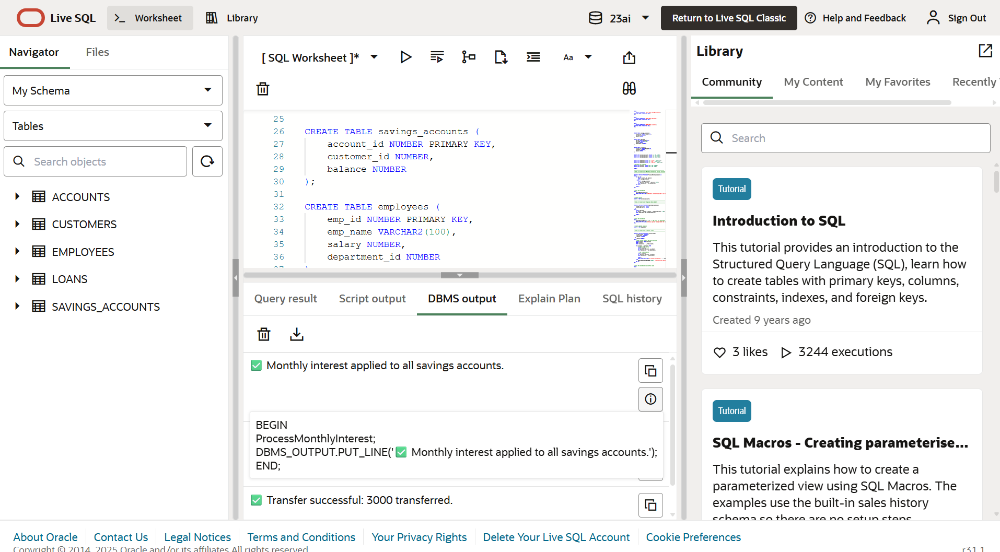 Live SQL
>_ Worksheet
Library
23ai
Return to Live SQL Classic
Help and Feedback
Sign Out
Navigator
Files
My Schema
Tables
Search objects
ACCOUNTS
CUSTOMERS
EMPLOYEES
LOANS
SAVINGS_ACCOUNTS
[ SQL Worksheet ]*
Aa
25
26 CREATE TABLE savings_accounts (
27 account_id NUMBER PRIMARY KEY,
28 customer_id NUMBER,
29 balance NUMBER
30 );
31
32 CREATE TABLE employees (
33 emp_id NUMBER PRIMARY KEY,
34 emp_name VARCHAR2(100),
35 salary NUMBER,
36 department_id NUMBER
Query result
Script output
DBMS output
Explain Plan
SQL history
✅ Monthly interest applied to all savings accounts.
BEGIN
ProcessMonthlyInterest;
DBMS_OUTPUT.PUT_LINE('✅ Monthly interest applied to all savings accounts.');
END;
✅ Transfer successful: 3000 transferred.
Library
Community
My Content
My Favorites
Recently
Search
Tutorial
Introduction to SQL
This tutorial provides an introduction to the
Structured Query Language (SQL), learn how
to create tables with primary keys, columns,
constraints, indexes, and foreign keys.
Created 9 years ago
3 likes
3244 executions
Tutorial
SQL Macros - Creating parameterise...
This tutorial explains how to create a
parameterized view using SQL Macros. The
examples use the built-in sales history
schema so there are no setup steps
About Oracle
Contact Us
Legal Notices
Terms and Conditions
Your Privacy Rights
Delete Your Live SQL Account
Cookie Preferences
Copyright © 2014, 2025 Oracle and/or its affiliates All rights reserved
r31.1